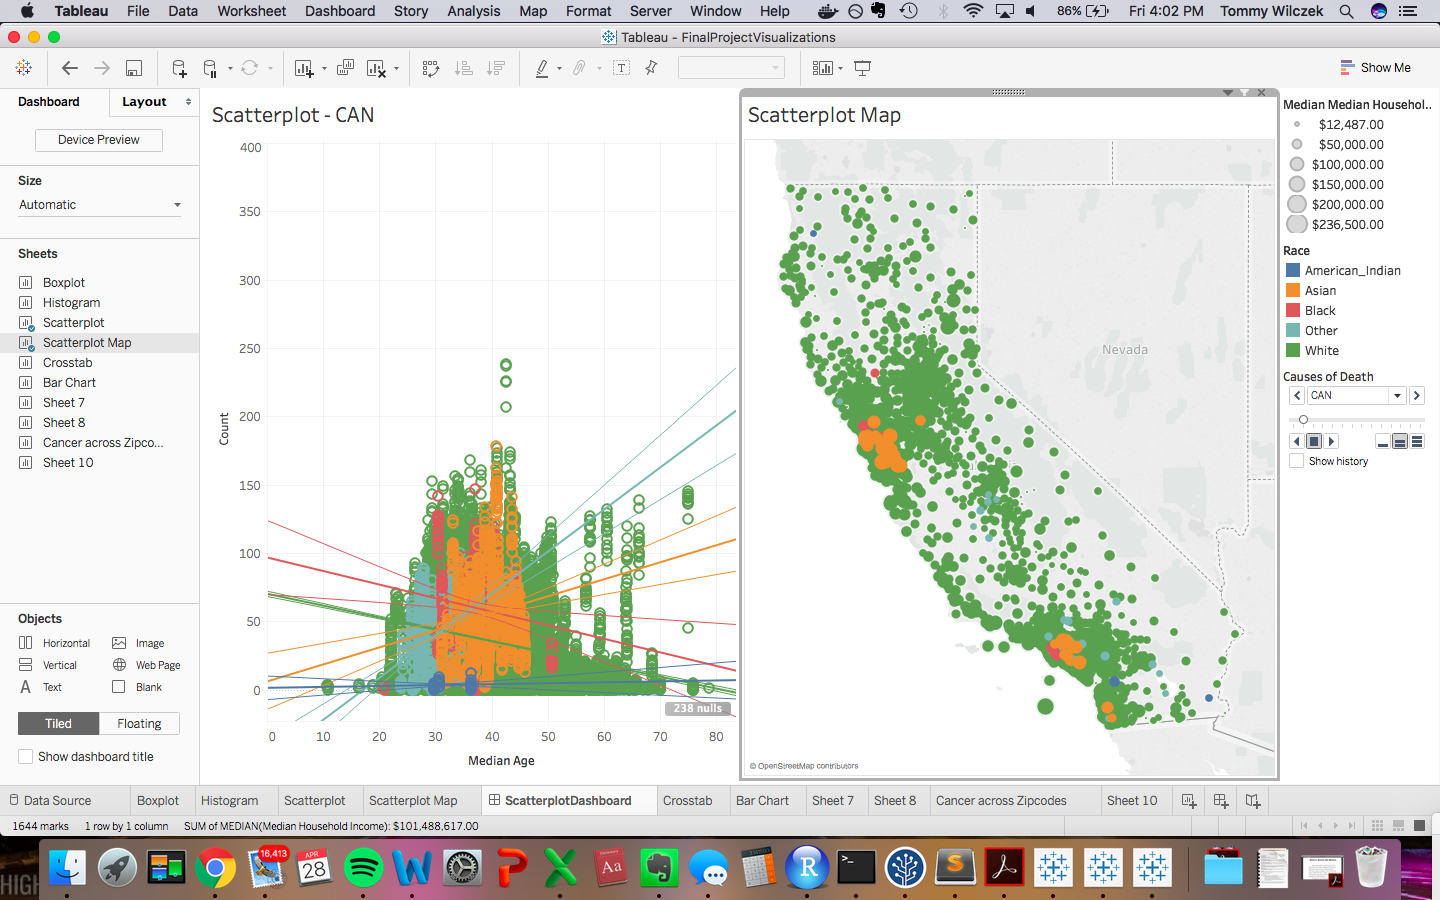 Tableau File Data Worksheet Dashboard Story Analysis Map Format Server Window Help 86% Fri 4:02 PM Tommy Wilczek
Tableau - FinalProjectVisualizations
Show Me
Dashboard Layout
Device Preview
Size
Automatic
Sheets
Boxplot
Histogram
Scatterplot
Scatterplot Map
Crosstab
Bar Chart
Sheet 7
Sheet 8
Cancer across Zipco...
Sheet 10
Objects
Horizontal Image
Vertical Web Page
A Text Blank
Tiled Floating
Show dashboard title
Scatterplot - CAN
400
350
300
250
200
150
100
50
0
Count
238 nulls
0 10 20 30 40 50 60 70 80
Median Age
Scatterplot Map
Nevada
© OpenStreetMap contributors
Median Median Househol..
$12,487.00
$50,000.00
$100,000.00
$150,000.00
$200,000.00
$236,500.00
Race
American_Indian
Asian
Black
Other
White
Causes of Death
CAN
Show history
Data Source Boxplot Histogram Scatterplot Scatterplot Map ScatterplotDashboard Crosstab Bar Chart Sheet 7 Sheet 8 Cancer across Zipcodes Sheet 10
1644 marks 1 row by 1 column SUM of MEDIAN(Median Household Income): $101,488,617.00
16,413
APR
28
Aa
R
HIGH